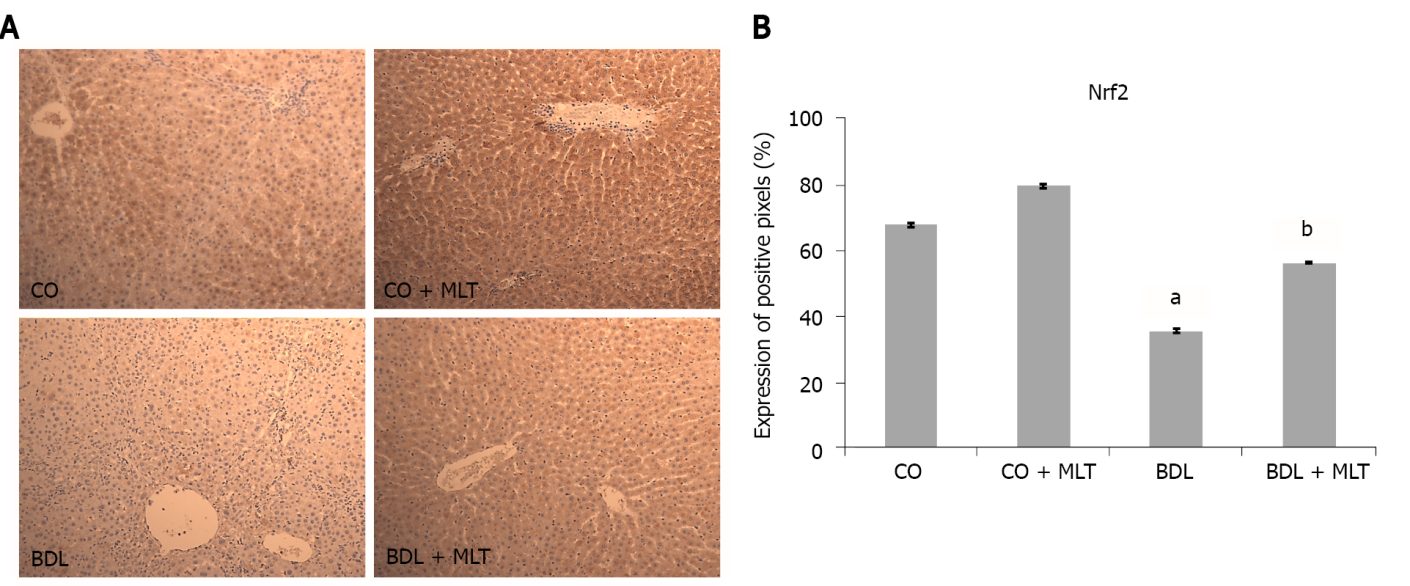 A
CO
CO + MLT
BDL
BDL + MLT
B
Nrf2
Expression of positive pixels (%)
100
80
60
40
20
0
a
b
CO
CO + MLT
BDL
BDL + MLT